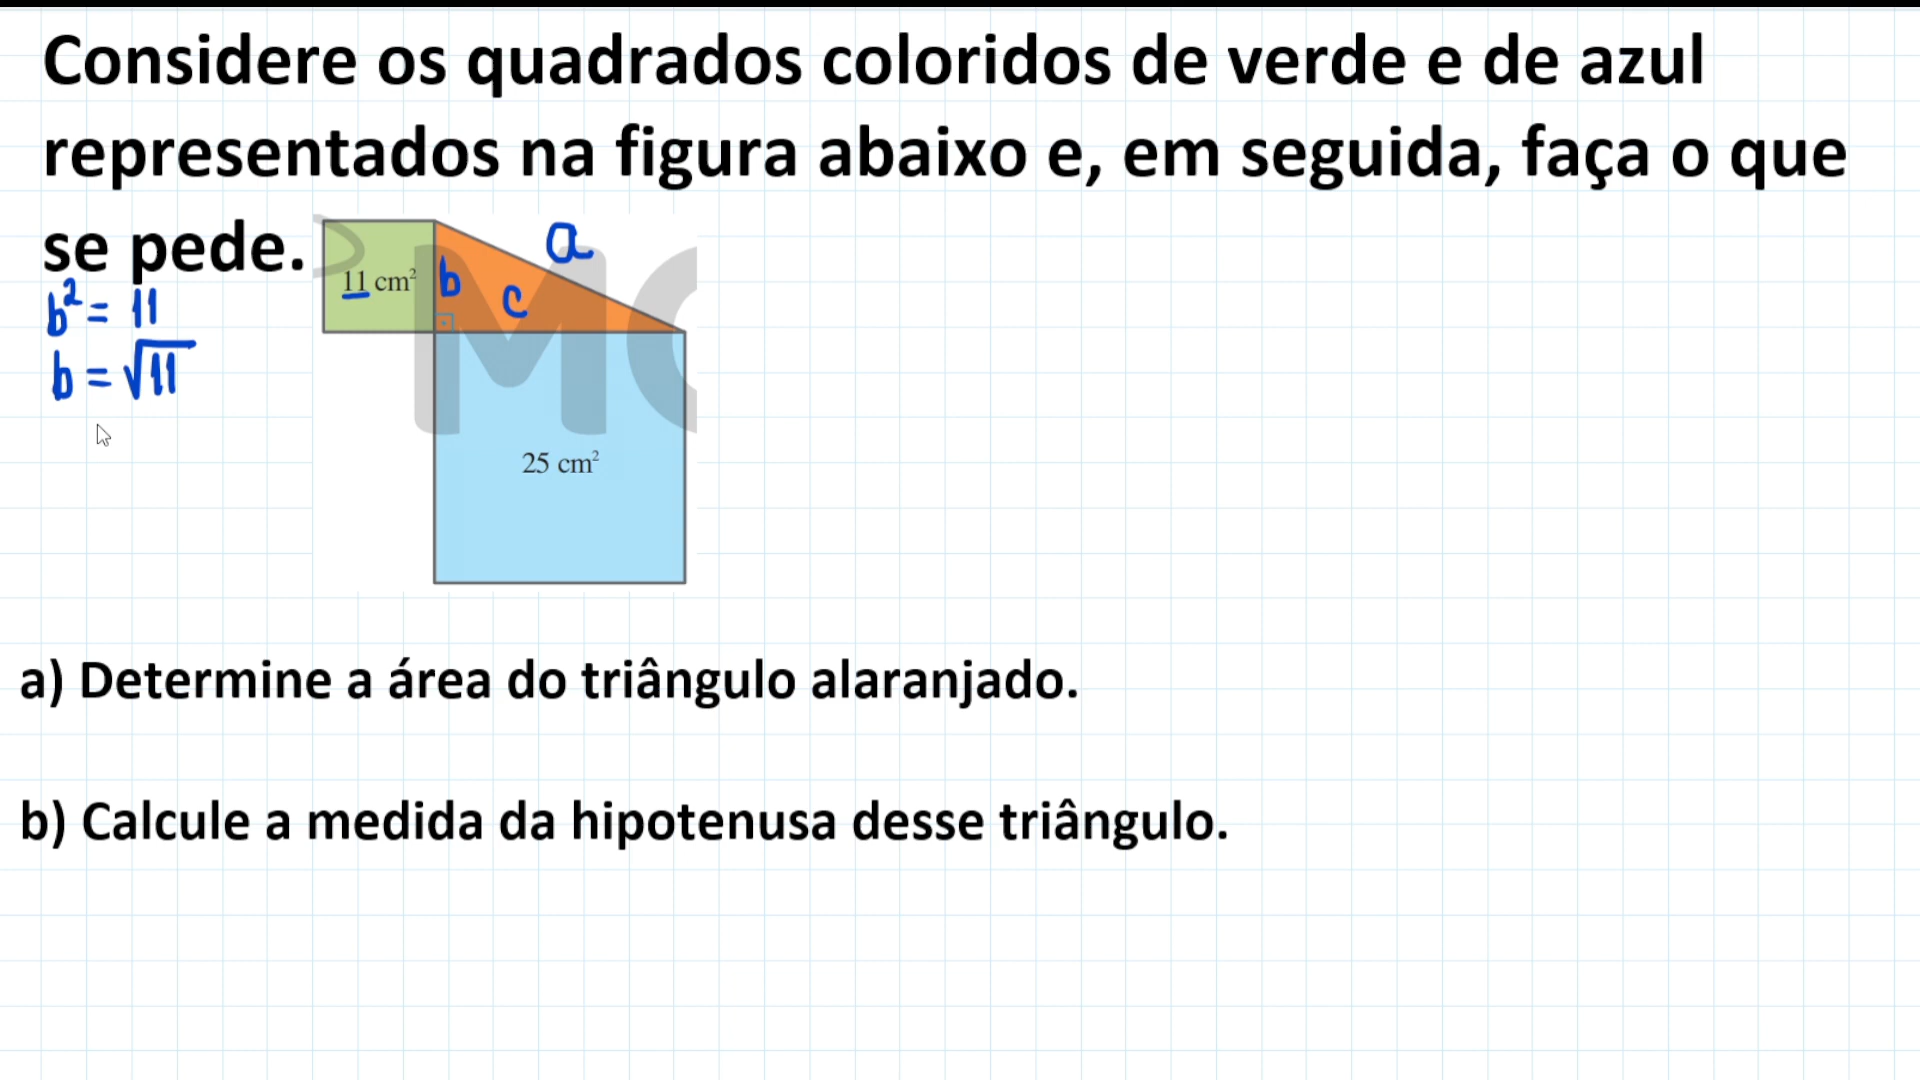 Considere os quadrados coloridos de verde e de azul
representados na figura abaixo e, em seguida, faça o que
se pede.
a
11 cm²
b
c
b² = 11
b = √11
25 cm²
a) Determine a área do triângulo alaranjado.
b) Calcule a medida da hipotenusa desse triângulo.